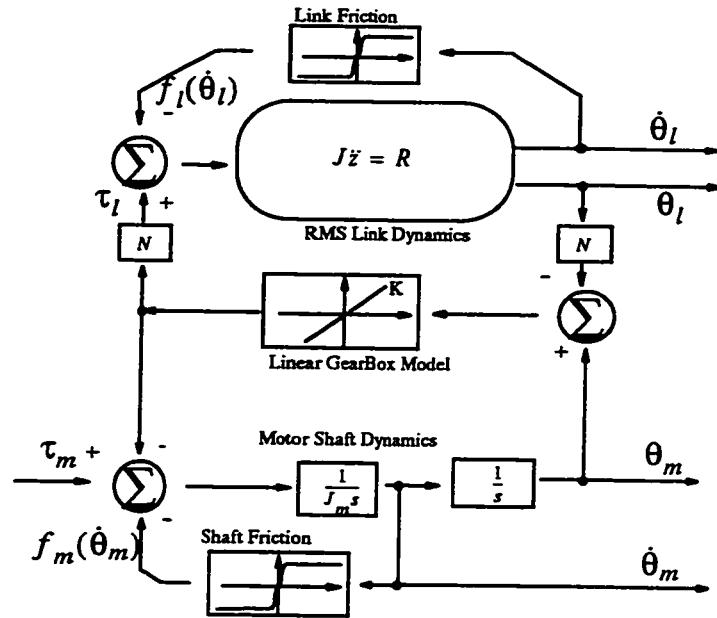 Link Friction
f_l(θ̇_l)
-
Σ
Jz̈ = R
θ̇_l
τ_l
+
θ_l
N
RMS Link Dynamics
N
-
K
Σ
Linear GearBox Model
+
τ_m +
-
Motor Shaft Dynamics
θ_m
Σ
1/(J_m s)
1/s
-
f_m(θ̇_m)
Shaft Friction
θ̇_m